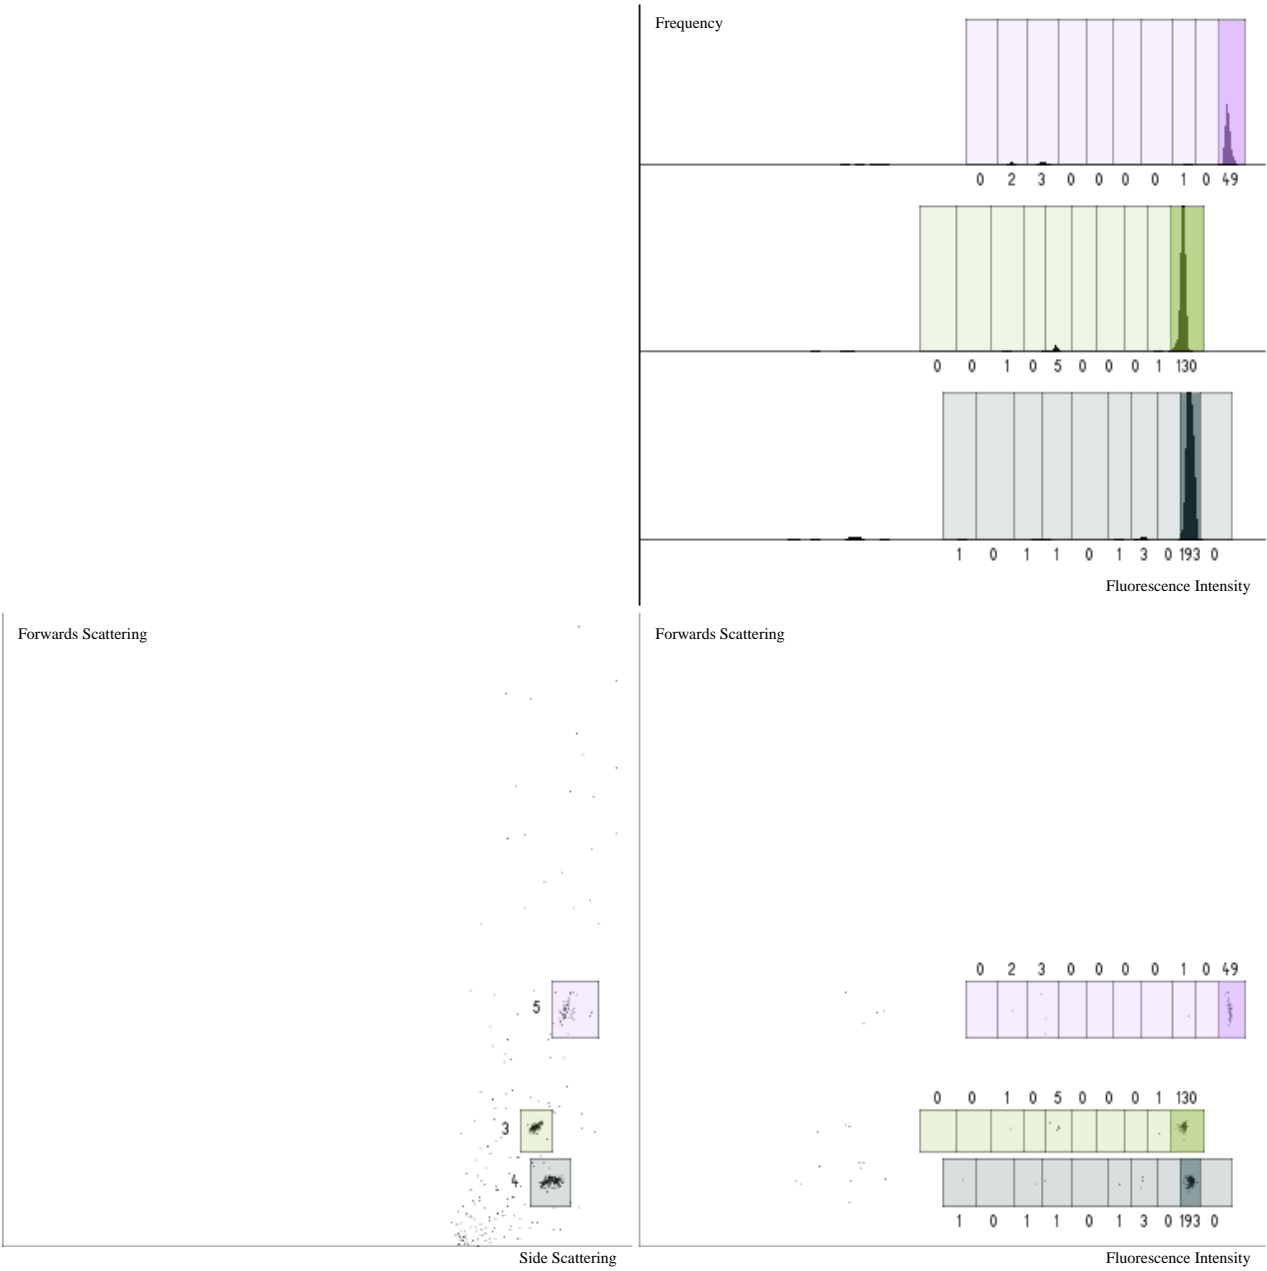 Frequency
0 2 3 0 0 0 0 1 0 49
0 0 1 0 5 0 0 0 1 130
1 0 1 1 0 1 3 0 193 0
Fluorescence Intensity
Forwards Scattering
5
3
4
Side Scattering
Forwards Scattering
0 2 3 0 0 0 0 1 0 49
0 0 1 0 5 0 0 0 1 130
1 0 1 1 0 1 3 0 193 0
Fluorescence Intensity